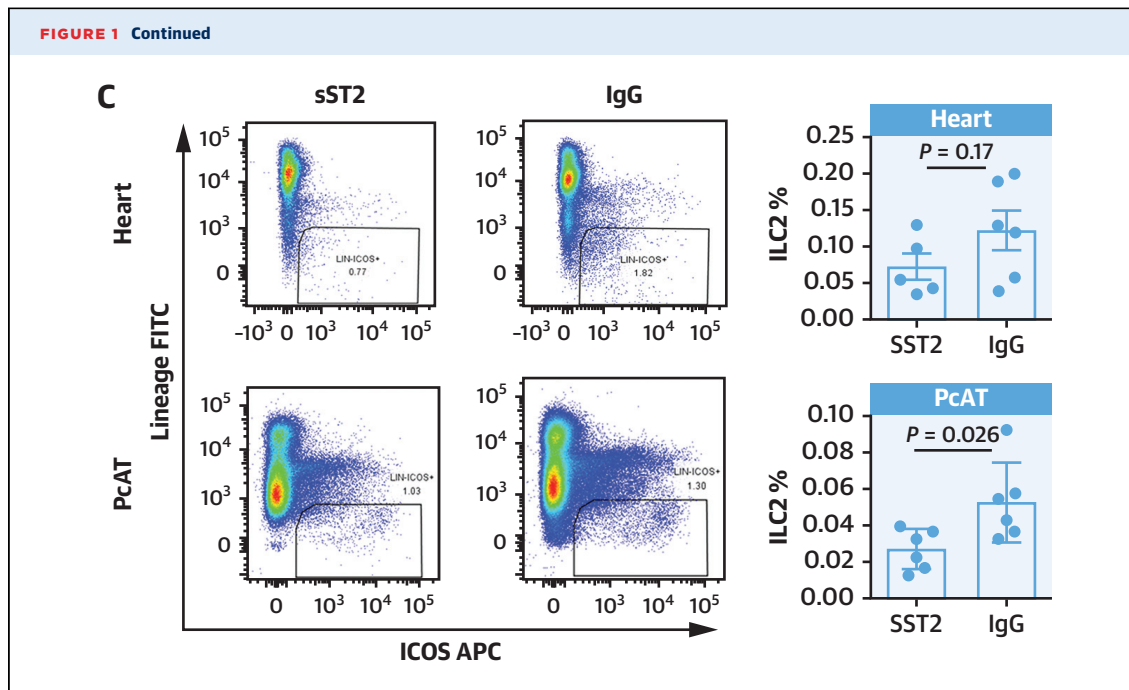 FIGURE 1 Continued
C
sST2
IgG
Heart
PcAT
Lineage FITC
ICOS APC
10⁵
10⁴
10³
0
LIN-ICOS+
0.77
-10³ 0 10³ 10⁴ 10⁵
LIN-ICOS+
1.82
-10³ 0 10³ 10⁴ 10⁵
10⁵
10⁴
10³
0
LIN-ICOS+
1.03
0 10³ 10⁴ 10⁵
10⁵
10⁴
10³
0
LIN-ICOS+
1.30
0 10³ 10⁴ 10⁵
Heart
P = 0.17
ILC2 %
0.25
0.20
0.15
0.10
0.05
0.00
SST2 IgG
PcAT
P = 0.026
ILC2 %
0.10
0.08
0.06
0.04
0.02
0.00
SST2 IgG